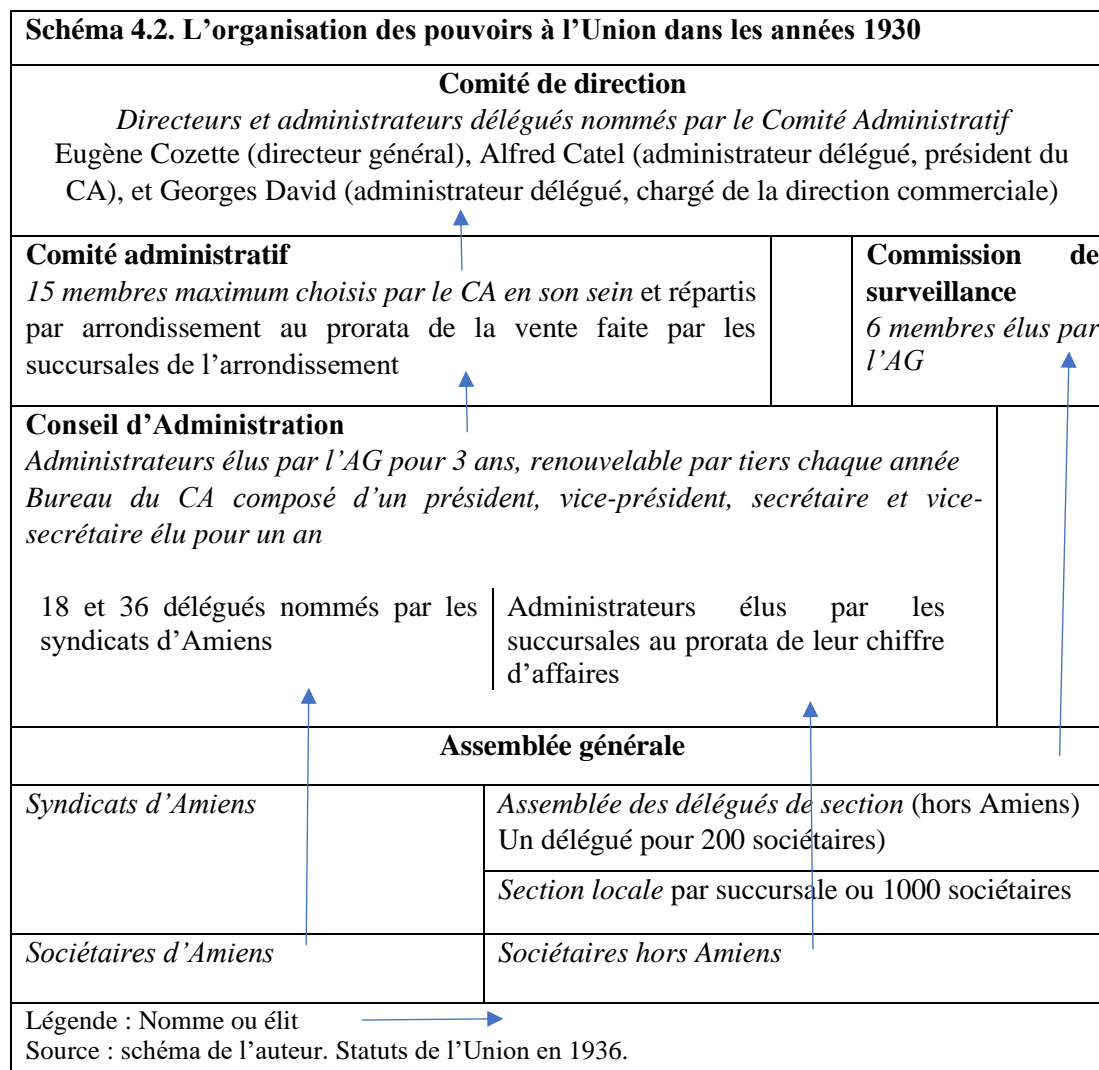 Schéma 4.2. L’organisation des pouvoirs à l’Union dans les années 1930
Comité de direction
Directeurs et administrateurs délégués nommés par le Comité Administratif
Eugène Cozette (directeur général), Alfred Catel (administrateur délégué, président du
CA), et Georges David (administrateur délégué, chargé de la direction commerciale)
Comité administratif
15 membres maximum choisis par le CA en son sein et répartis
par arrondissement au prorata de la vente faite par les
succursales de l’arrondissement
Commission de
surveillance
6 membres élus par
l’AG
Conseil d’Administration
Administrateurs élus par l’AG pour 3 ans, renouvelable par tiers chaque année
Bureau du CA composé d’un président, vice-président, secrétaire et vice-
secrétaire élu pour un an
18 et 36 délégués nommés par les
syndicats d’Amiens
Administrateurs élus par les
succursales au prorata de leur chiffre
d’affaires
Assemblée générale
Syndicats d’Amiens
Assemblée des délégués de section (hors Amiens)
Un délégué pour 200 sociétaires)
Section locale par succursale ou 1000 sociétaires
Sociétaires d’Amiens
Sociétaires hors Amiens
Légende : Nomme ou élit
Source : schéma de l’auteur. Statuts de l’Union en 1936.